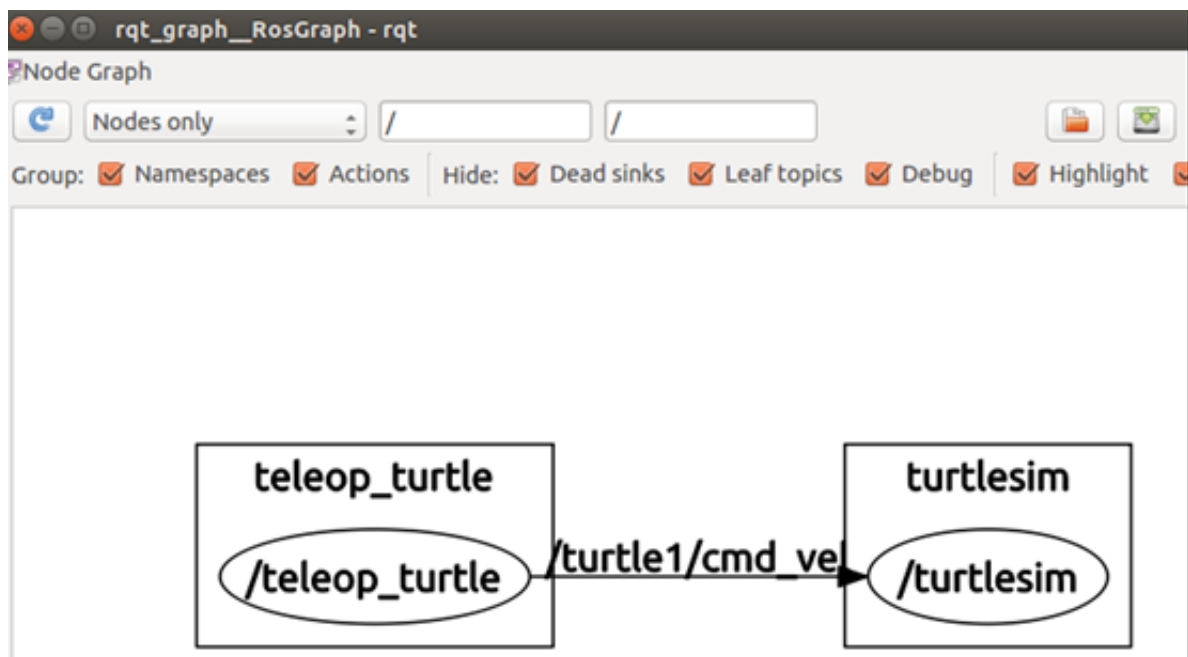 rqt_graph__RosGraph - rqt
Node Graph
Nodes only / /
Group: Namespaces Actions Hide: Dead sinks Leaf topics Debug Highlight
teleop_turtle turtlesim
/teleop_turtle /turtle1/cmd_vel /turtlesim